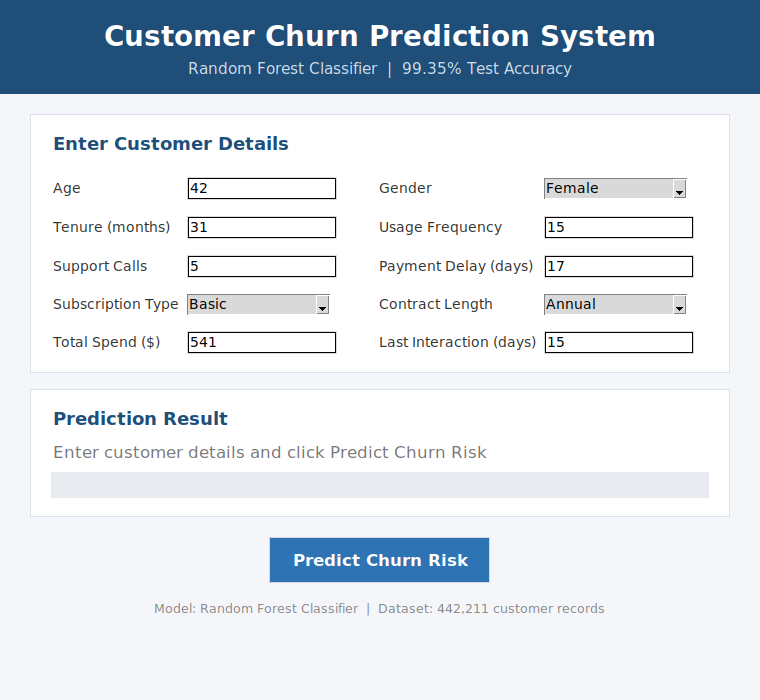 Customer Churn Prediction System
Random Forest Classifier | 99.35% Test Accuracy
Enter Customer Details
Age 42 Gender Female
Tenure (months) 31 Usage Frequency 15
Support Calls 5 Payment Delay (days) 17
Subscription Type Basic Contract Length Annual
Total Spend ($) 541 Last Interaction (days) 15
Prediction Result
Enter customer details and click Predict Churn Risk
Predict Churn Risk
Model: Random Forest Classifier | Dataset: 442,211 customer records